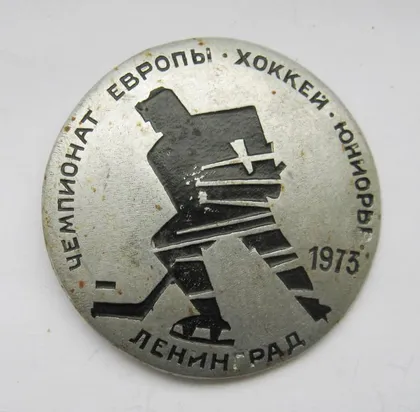 ЧЕМПИОНАТ ЕВРОПЫ · ХОККЕЙ · ЮНИОРЫ ·
1973
ЛЕНИНГРАД